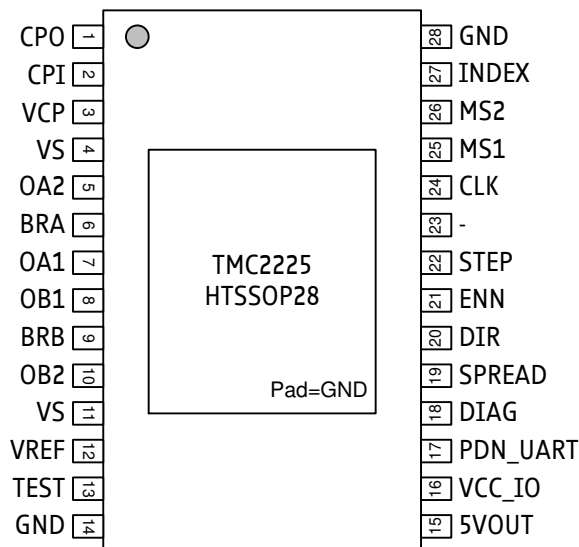 CPO 1 28 GND
CPI 2 27 INDEX
VCP 3 26 MS2
VS 4 25 MS1
OA2 5 24 CLK
BRA 6 23 -
OA1 7 22 STEP
OB1 8 21 ENN
BRB 9 20 DIR
OB2 10 19 SPREAD
VS 11 18 DIAG
VREF 12 17 PDN_UART
TEST 13 16 VCC_IO
GND 14 15 5VOUT
TMC2225
HTSSOP28
Pad=GND